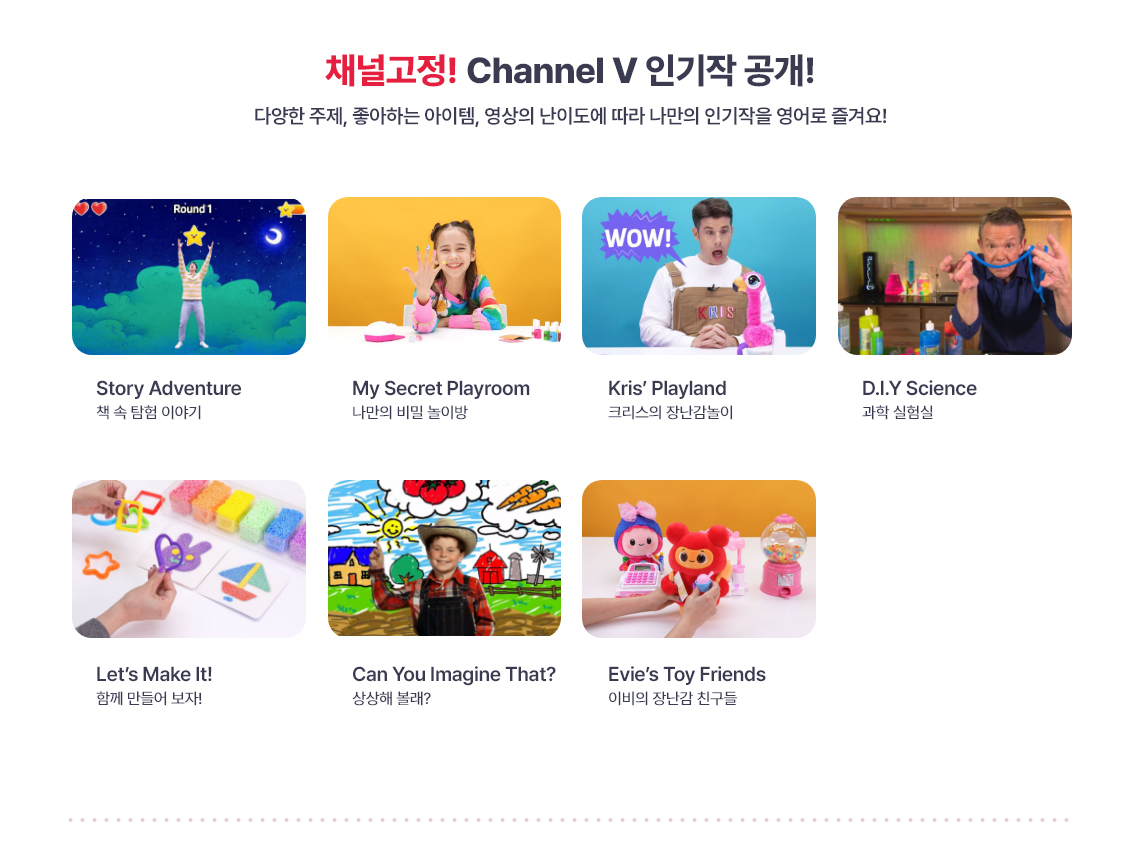 채널고정! Channel V 인기작 공개!
다양한 주제, 좋아하는 아이템, 영상의 난이도에 따라 나만의 인기작을 영어로 즐겨요!
Round 1
WOW!
KRIS
Story Adventure
책 속 탐험 이야기
My Secret Playroom
나만의 비밀 놀이방
Kris’ Playland
크리스의 장난감놀이
D.I.Y Science
과학 실험실
Let’s Make It!
함께 만들어 보자!
Can You Imagine That?
상상해 볼래?
Evie’s Toy Friends
이비의 장난감 친구들